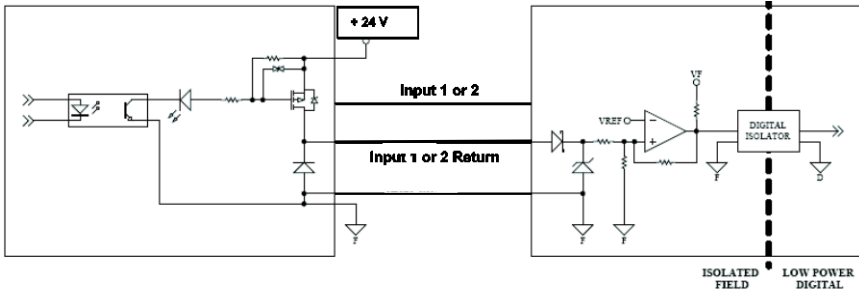 + 24 V
Input 1 or 2
VF
VREF
DIGITAL
ISOLATOR
Input 1 or 2 Return
F
D
F
F
F
ISOLATED
FIELD
LOW POWER
DIGITAL